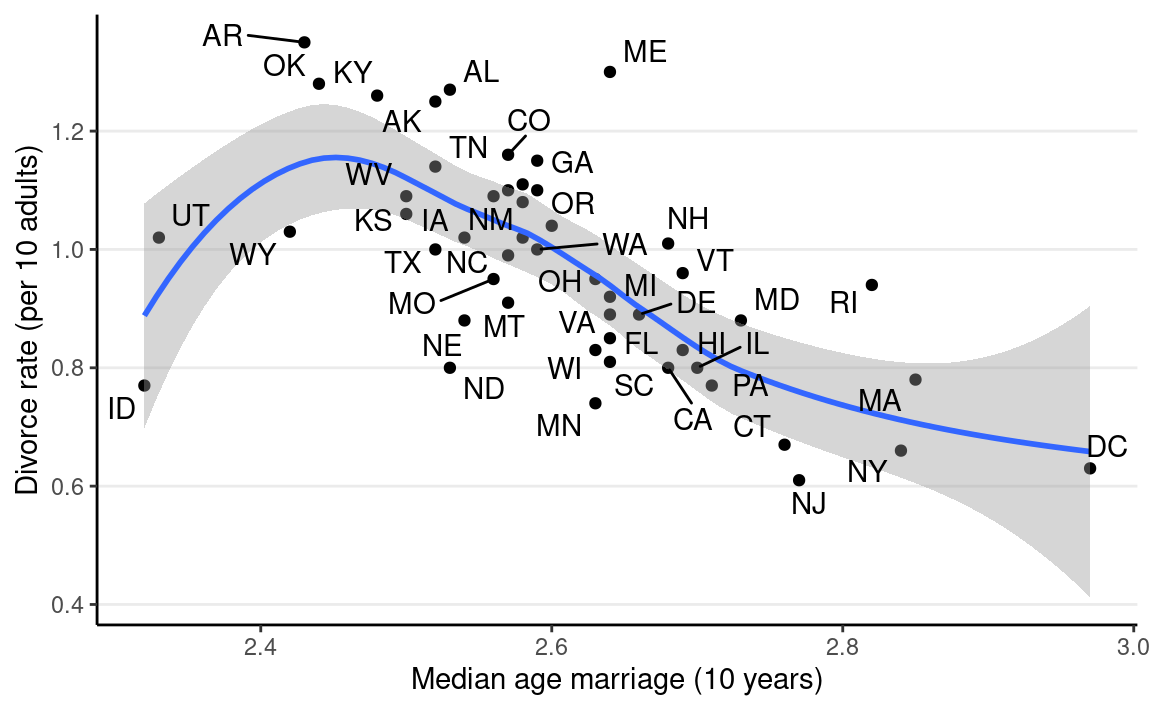 AR
ME
OK
KY
AL
AK
CO
TN
GA
WV
UT
KS
IA
NM
OR
NH
WY
WA
TX
NC
VT
OH
MI
MO
DE
MD
RI
MT
VA
NE
FL
HI
IL
WI
ND
SC
PA
ID
MN
CA
CT
MA
DC
NY
NJ
1.2
1.0
0.8
0.6
0.4
2.4
2.6
2.8
3.0
Median age marriage (10 years)
Divorce rate (per 10 adults)